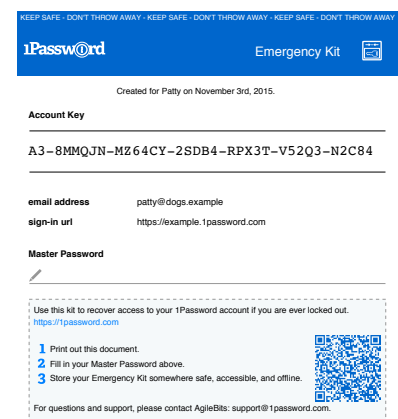 KEEP SAFE - DON'T THROW AWAY - KEEP SAFE - DON'T THROW AWAY - KEEP SAFE - DON'T THROW AWAY - KEEP SAFE - DON'T THROW AWAY
1Password Emergency Kit
Created for Patty on November 3rd, 2015.
Account Key
A3-8MMQJN-MZ64CY-2SDB4-RPX3T-V52Q3-N2C84
email address patty@dogs.example
sign-in url https://example.1password.com
Master Password
Use this kit to recover access to your 1Password account if you are ever locked out.
https://1password.com
1 Print out this document.
2 Fill in your Master Password above.
3 Store your Emergency Kit somewhere safe, accessible, and offline.
For questions and support, please contact AgileBits: support@1password.com.